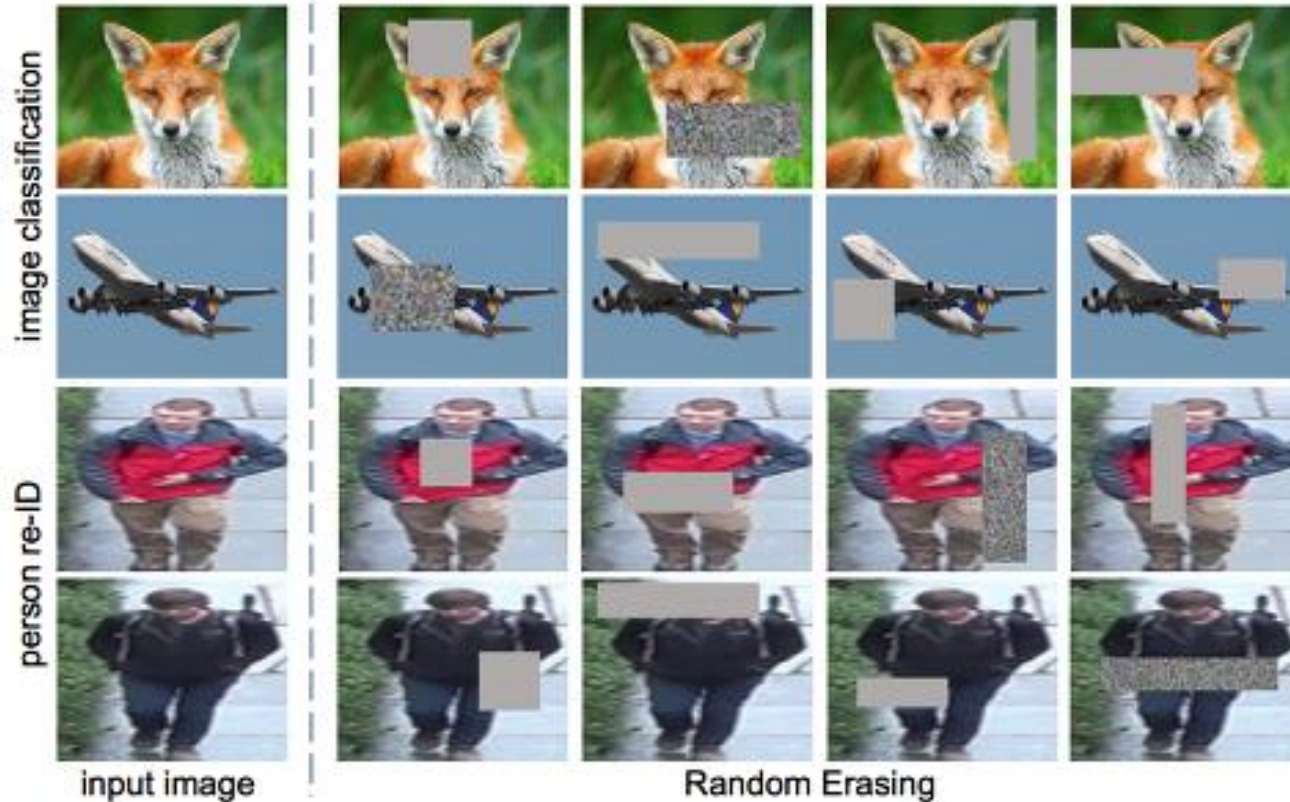 image classification
person re-ID
input image
Random Erasing